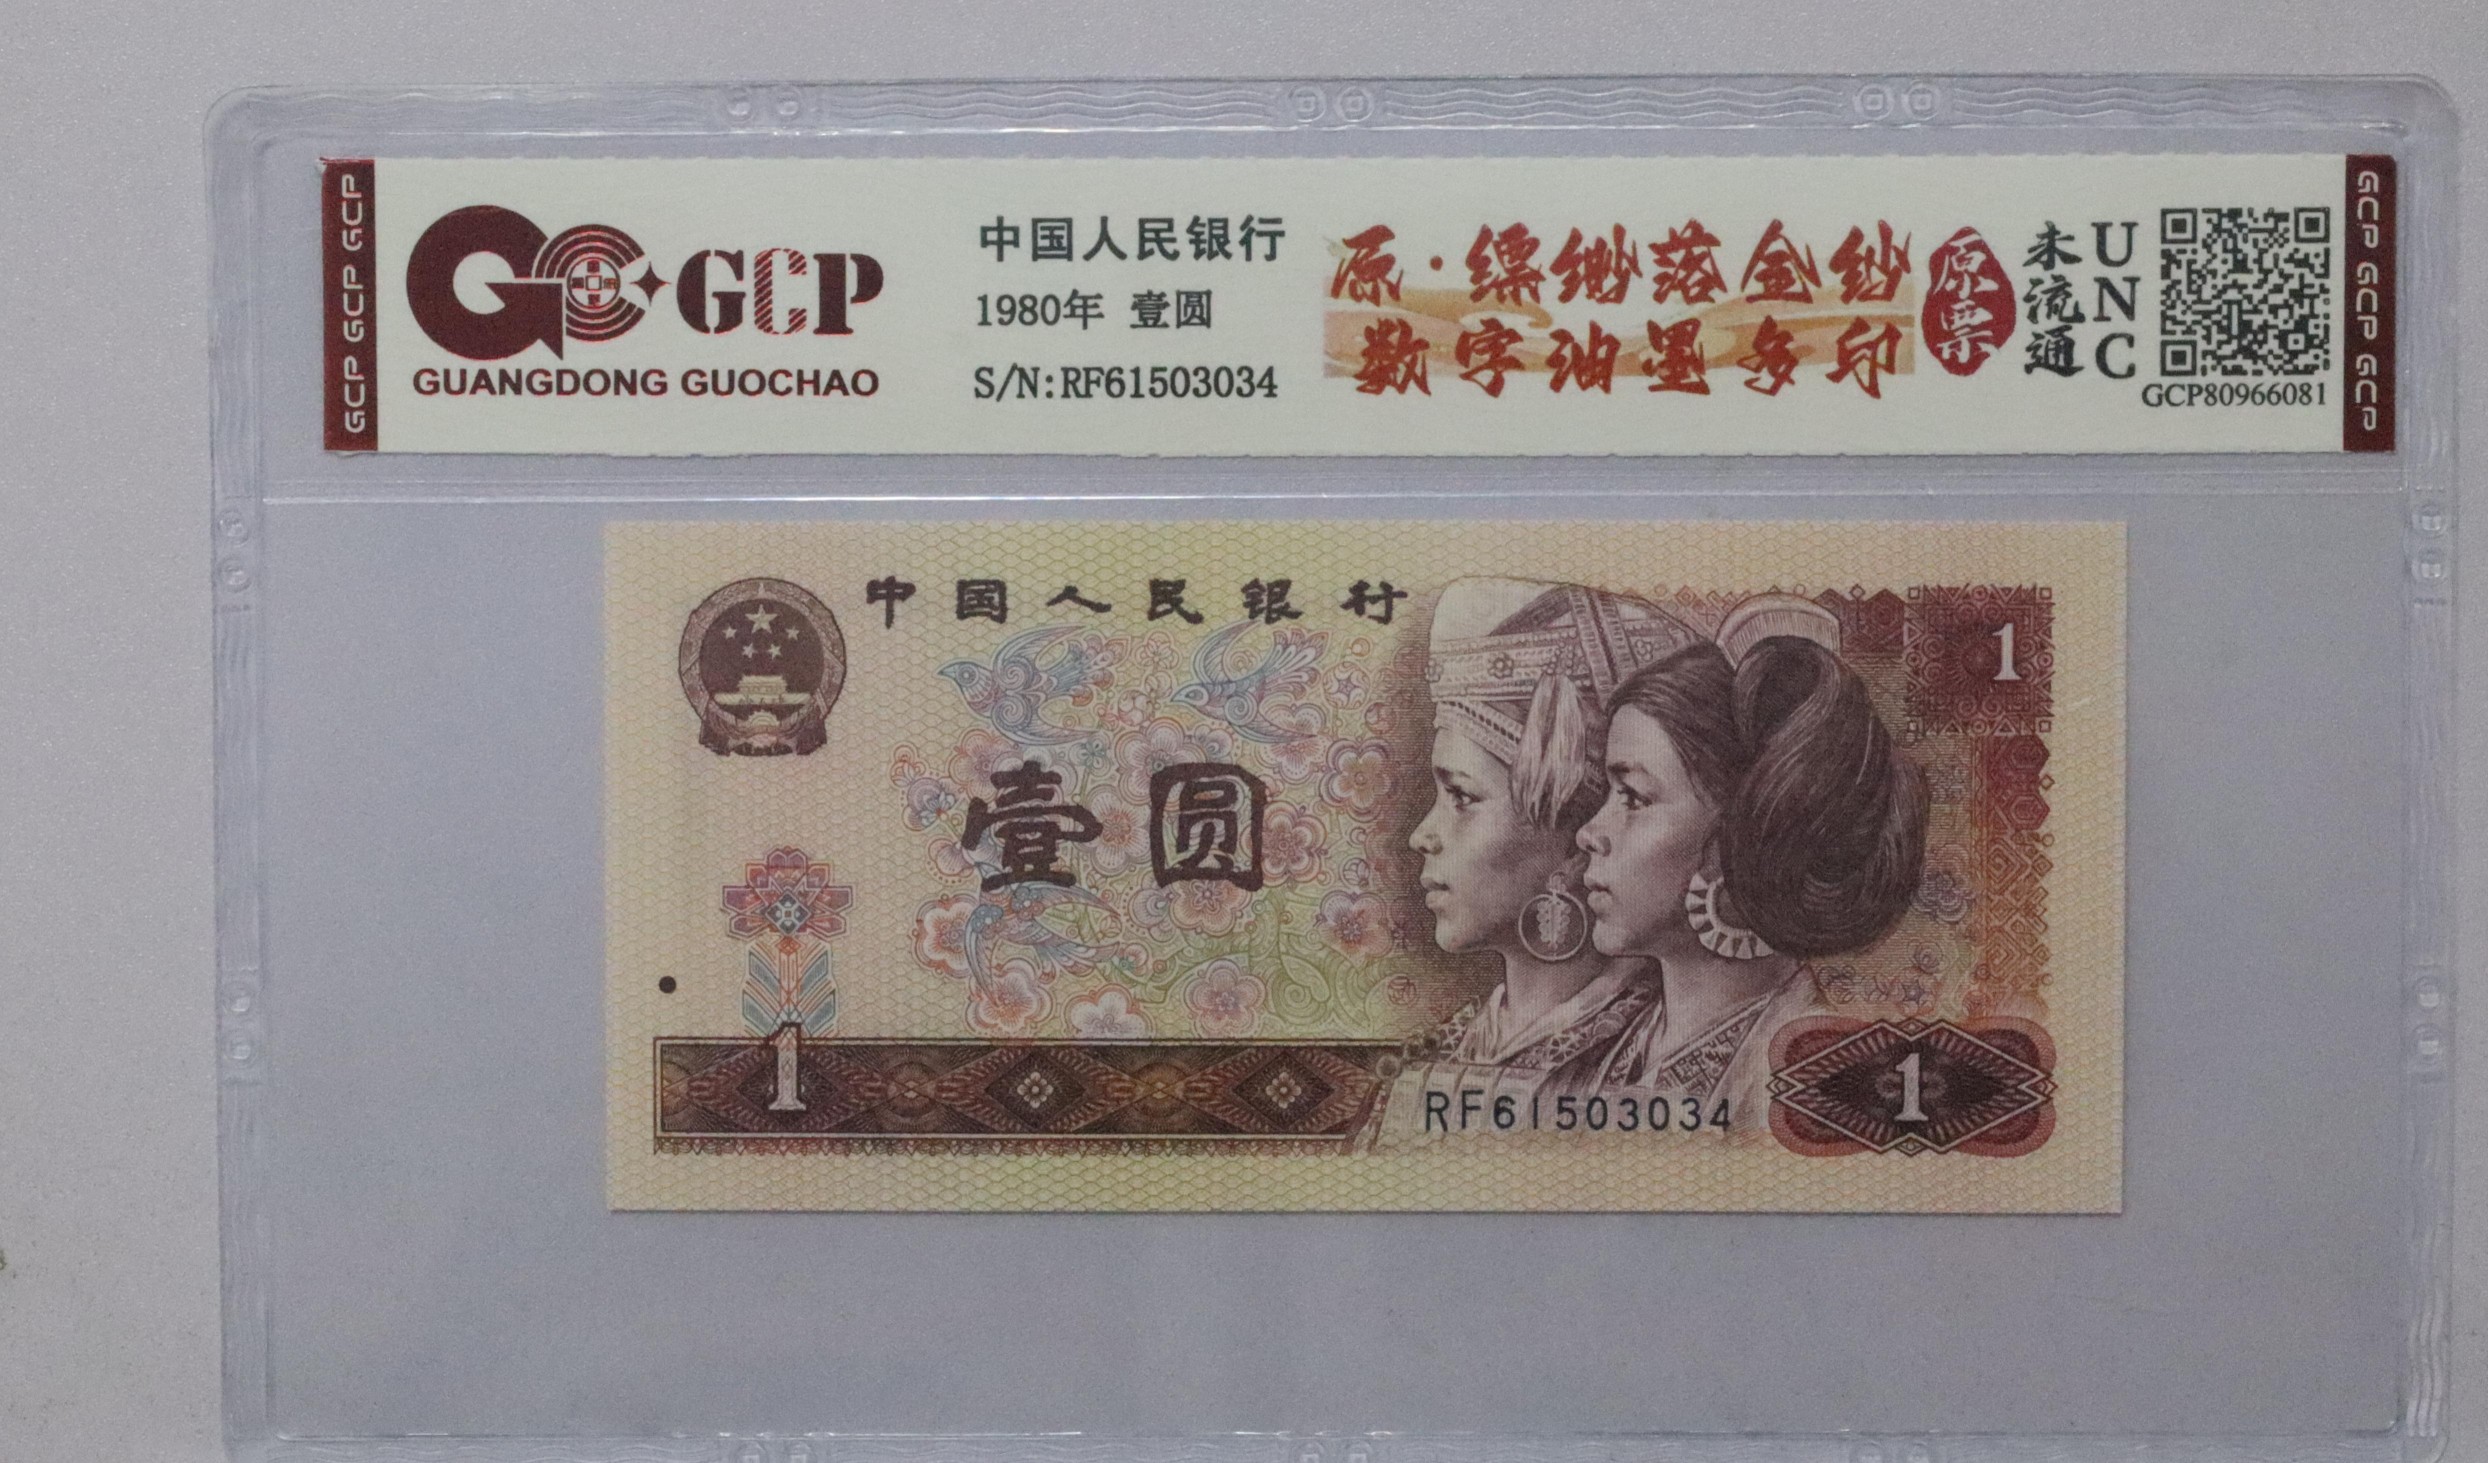 GCP GCP GCP
GCP
GUANGDONG GUOCHAO
中国人民银行
1980年 壹圆
S/N:RF61503034
原·缥缈落金纱
数字油墨多印
原票
未流通
UNC
GCP80966081
GCP GCP GCP
中国人民银行
1
壹圆
1
RF61503034
1